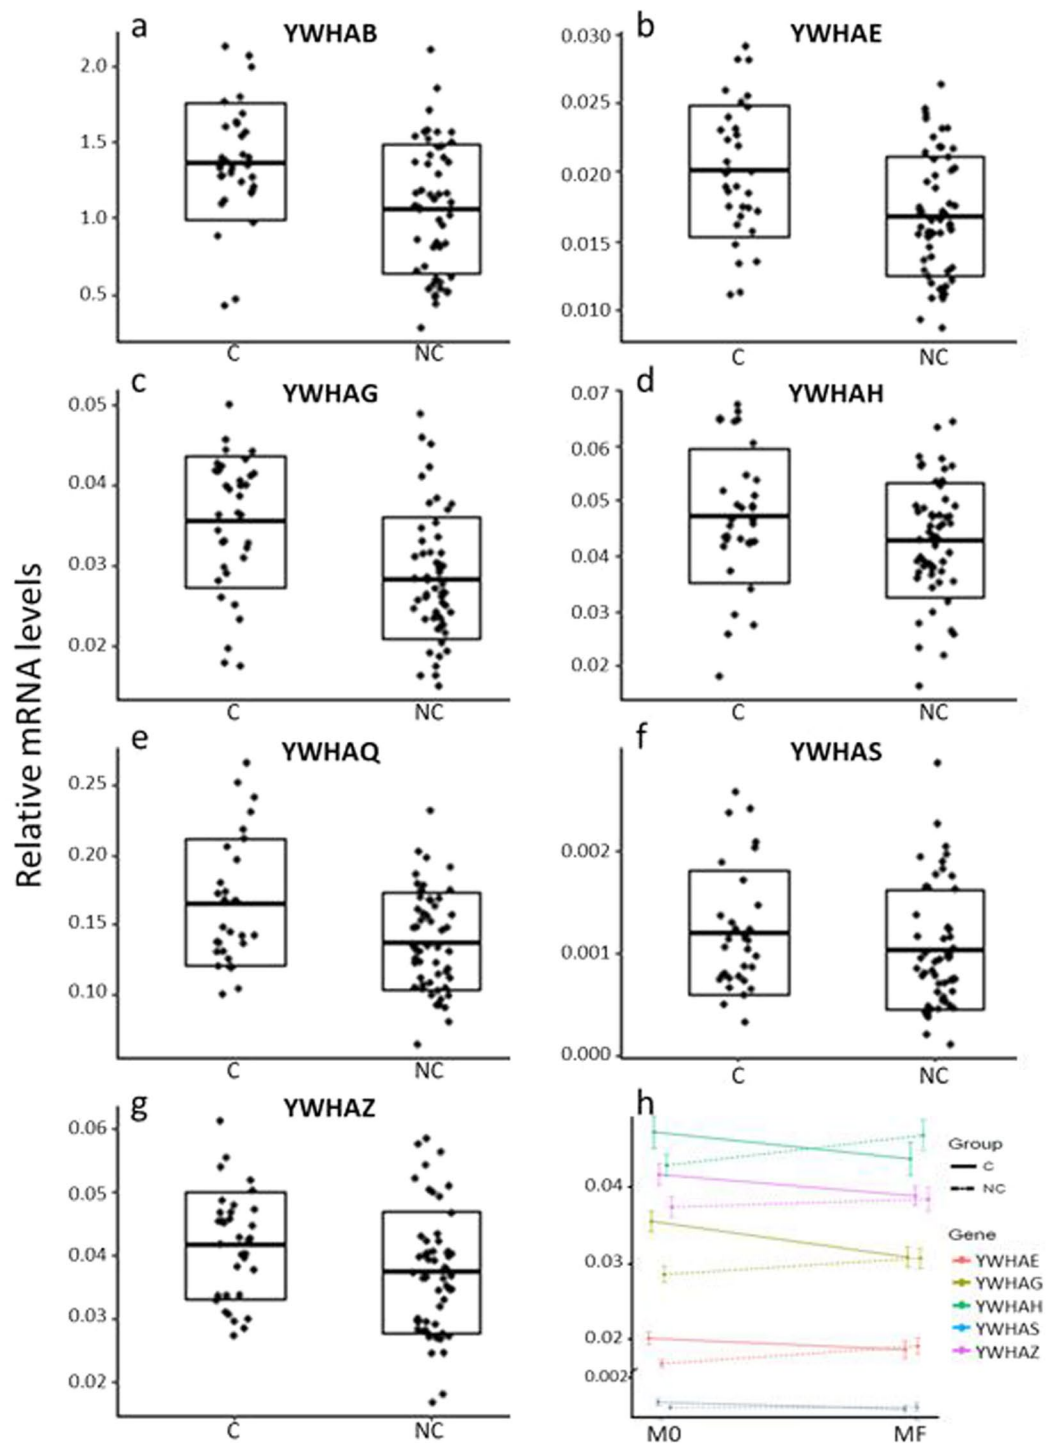 Relative mRNA levels
a
YWHAB
2.0
1.5
1.0
0.5
C
NC
b
YWHAE
0.030
0.025
0.020
0.015
0.010
C
NC
c
YWHAG
0.05
0.04
0.03
0.02
C
NC
d
YWHAH
0.07
0.06
0.05
0.04
0.03
0.02
C
NC
e
YWHAQ
0.25
0.20
0.15
0.10
C
NC
f
YWHAS
0.002
0.001
0.000
C
NC
g
YWHAZ
0.06
0.05
0.04
0.03
0.02
C
NC
h
0.04
0.03
0.02
0.002
M0
MF
Group
C
NC
Gene
YWHAE
YWHAG
YWHAH
YWHAS
YWHAZ